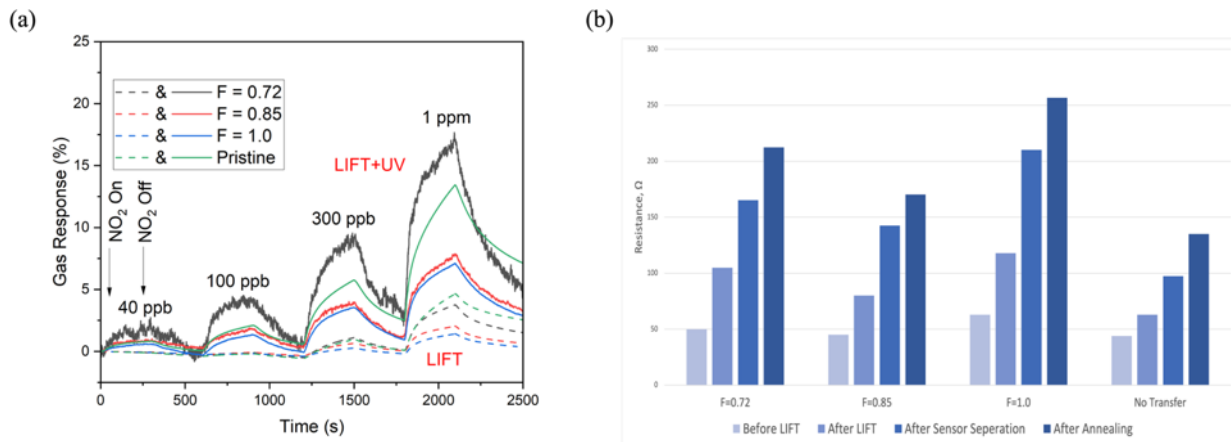 (a)
25
20
15
10
5
0
Gas Response (%)
& F = 0.72
& F = 0.85
& F = 1.0
& Pristine
NO₂ On
NO₂ Off
40 ppb
100 ppb
300 ppb
1 ppm
LIFT+UV
LIFT
0 500 1000 1500 2000 2500
Time (s)
(b)
300
250
200
150
100
50
0
Resistance, Ω
F=0.72 F=0.85 F=1.0 No Transfer
Before LIFT After LIFT After Sensor Seperation After Annealing